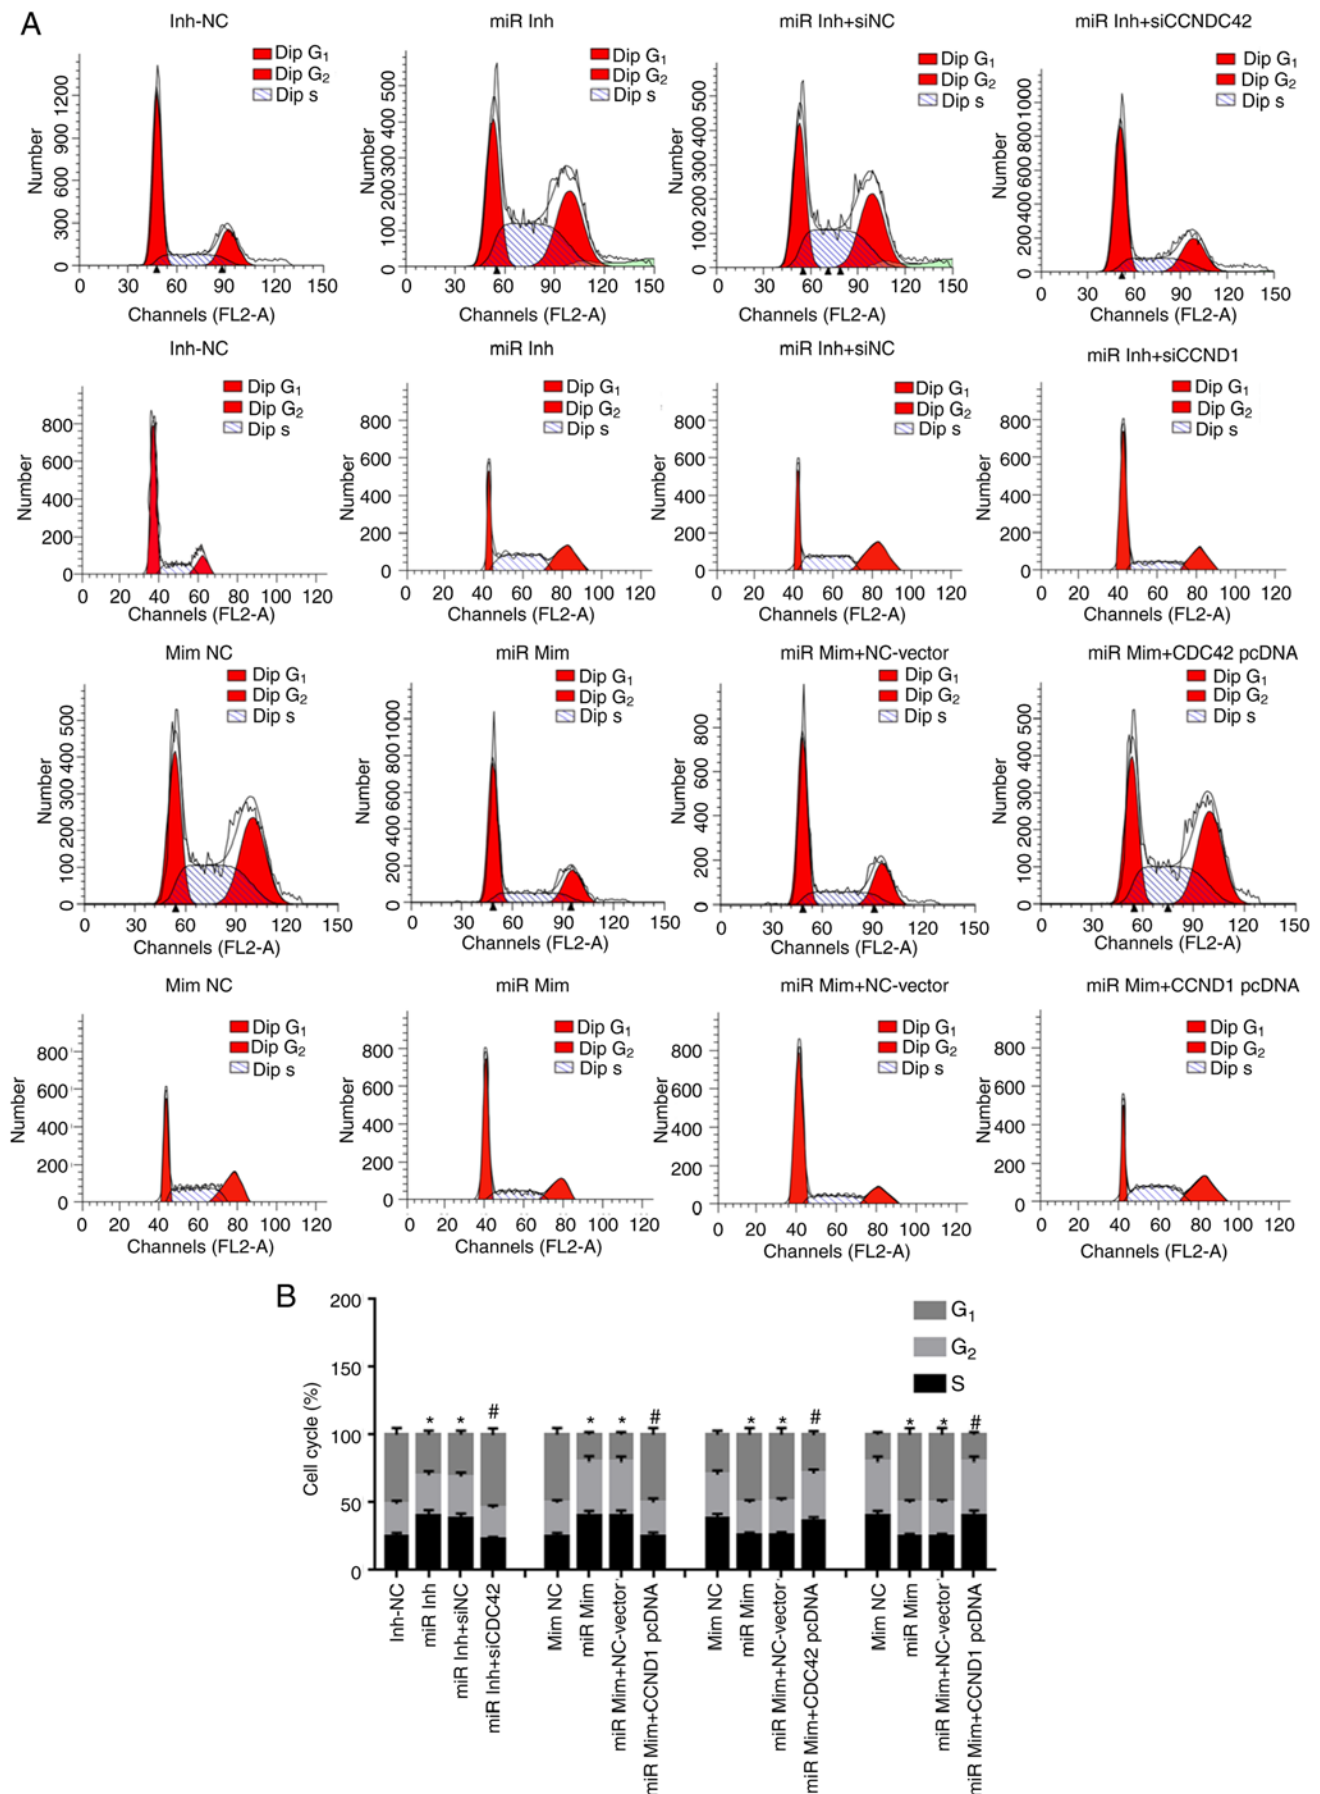 A
Inh-NC
miR Inh
miR Inh+siNC
miR Inh+siCCNDC42
Dip G₁
Dip G₂
Dip s
Dip G₁
Dip G₂
Dip s
Dip G₁
Dip G₂
Dip s
Dip G₁
Dip G₂
Dip s
Number
1200
900
600
300
0
0 30 60 90 120 150
Channels (FL2-A)
Number
500
400
300
200
100
0
0 30 60 90 120 150
Channels (FL2-A)
Number
500
400
300
200
100
0
0 30 60 90 120 150
Channels (FL2-A)
Number
1000
800
600
400
200
0
0 30 60 90 120 150
Channels (FL2-A)
Inh-NC
miR Inh
miR Inh+siNC
miR Inh+siCCND1
Dip G₁
Dip G₂
Dip s
Dip G₁
Dip G₂
Dip s
Dip G₁
Dip G₂
Dip s
Dip G₁
Dip G₂
Dip s
Number
800
600
400
200
0
0 20 40 60 80 100 120
Channels (FL2-A)
Number
800
600
400
200
0
0 20 40 60 80 100 120
Channels (FL2-A)
Number
800
600
400
200
0
0 20 40 60 80 100 120
Channels (FL2-A)
Number
800
600
400
200
0
0 20 40 60 80 100 120
Channels (FL2-A)
Mim NC
miR Mim
miR Mim+NC-vector
miR Mim+CDC42 pcDNA
Dip G₁
Dip G₂
Dip s
Dip G₁
Dip G₂
Dip s
Dip G₁
Dip G₂
Dip s
Dip G₁
Dip G₂
Dip s
Number
500
400
300
200
100
0
0 30 60 90 120 150
Channels (FL2-A)
Number
1000
800
600
400
200
0
0 30 60 90 120 150
Channels (FL2-A)
Number
800
600
400
200
0
0 30 60 90 120 150
Channels (FL2-A)
Number
500
400
300
200
100
0
0 30 60 90 120 150
Channels (FL2-A)
Mim NC
miR Mim
miR Mim+NC-vector
miR Mim+CCND1 pcDNA
Dip G₁
Dip G₂
Dip s
Dip G₁
Dip G₂
Dip s
Dip G₁
Dip G₂
Dip s
Dip G₁
Dip G₂
Dip s
Number
800
600
400
200
0
0 20 40 60 80 100 120
Channels (FL2-A)
Number
800
600
400
200
0
0 20 40 60 80 100 120
Channels (FL2-A)
Number
800
600
400
200
0
0 20 40 60 80 100 120
Channels (FL2-A)
Number
800
600
400
200
0
0 20 40 60 80 100 120
Channels (FL2-A)
B
Cell cycle (%)
200
150
100
50
0
G₁
G₂
S
* * #
* * #
* * #
* * #
Inh-NC
miR Inh
miR Inh+siNC
miR Inh+siCDC42
Mim NC
miR Mim
miR Mim+NC-vector
miR Mim+CCND1 pcDNA
Mim NC
miR Mim
miR Mim+NC-vector
miR Mim+CDC42 pcDNA
Mim NC
miR Mim
miR Mim+NC-vector
miR Mim+CCND1 pcDNA